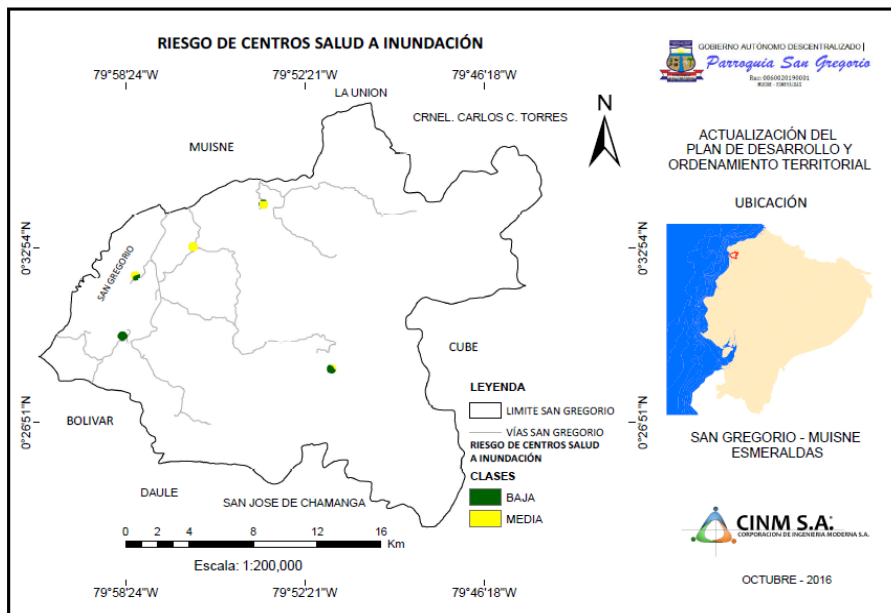 RIESGO DE CENTROS SALUD A INUNDACIÓN
79°58'24"W
79°52'21"W
79°46'18"W
LA UNION
CRNEL. CARLOS C. TORRES
MUISNE
N
0°32'54"N
0°32'54"N
SAN GREGORIO
CUBE
BOLIVAR
0°26'51"N
0°26'51"N
DAULE
SAN JOSE DE CHAMANGA
LEYENDA
LIMITE SAN GREGORIO
VÍAS SAN GREGORIO
RIESGO DE CENTROS SALUD
A INUNDACIÓN
CLASES
BAJA
MEDIA
0 2 4 8 12 16
Km
Escala: 1:200,000
79°58'24"W
79°52'21"W
79°46'18"W
GOBIERNO AUTÓNOMO DESCENTRALIZADO
Parroquia San Gregorio
Ruc: 0860020190001
MUISNE - ESMERALDAS
ACTUALIZACIÓN DEL
PLAN DE DESARROLLO Y
ORDENAMIENTO TERRITORIAL
UBICACIÓN
SAN GREGORIO - MUISNE
ESMERALDAS
CINM S.A.
CORPORACION DE INGENIERIA MODERNA S.A.
OCTUBRE - 2016